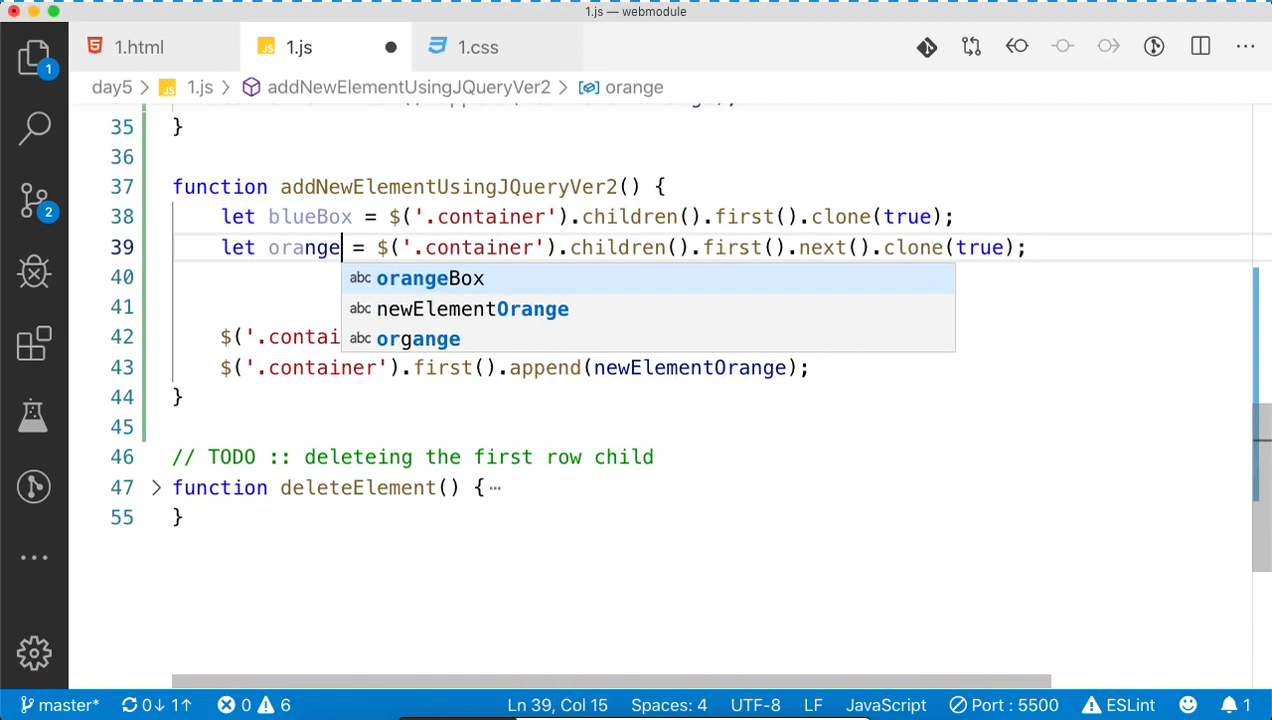 1.js — webmodule
1.html
1.js
1.css
day5 > 1.js > addNewElementUsingJQueryVer2 > orange
35 }
36
37 function addNewElementUsingJQueryVer2() {
38 let blueBox = $('.container').children().first().clone(true);
39 let orange = $('.container').children().first().next().clone(true);
40
abc orangeBox
41
abc newElementOrange
42 $('.contai
abc organge
43 $('.container').first().append(newElementOrange);
44 }
45
46 // TODO :: deleteing the first row child
47 > function deleteElement() { ⋯
55 }
1
2
master* 0↓ 1↑ 0 6 Ln 39, Col 15 Spaces: 4 UTF-8 LF JavaScript Port : 5500 ESLint 1